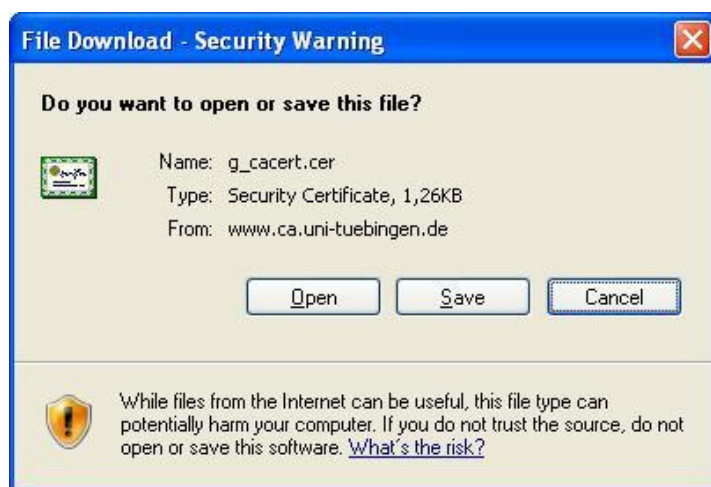 File Download - Security Warning
Do you want to open or save this file?
Name: g_cacert.cer
Type: Security Certificate, 1,26KB
From: www.ca.uni-tuebingen.de
Open Save Cancel
While files from the Internet can be useful, this file type can
potentially harm your computer. If you do not trust the source, do not
open or save this software. What's the risk?